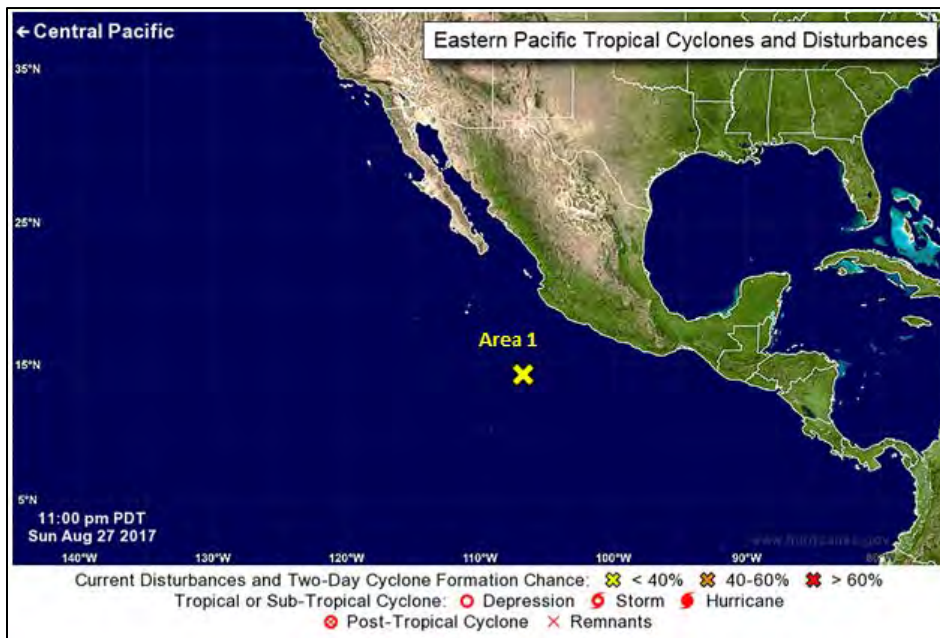 ← Central Pacific
Eastern Pacific Tropical Cyclones and Disturbances
35°N
25°N
Area 1
15°N
5°N
11:00 pm PDT
Sun Aug 27 2017
www.hurricanes.gov
140°W 130°W 120°W 110°W 100°W 90°W 80°W
Current Disturbances and Two-Day Cyclone Formation Chance: < 40% 40-60% > 60%
Tropical or Sub-Tropical Cyclone: Depression Storm Hurricane
Post-Tropical Cyclone Remnants